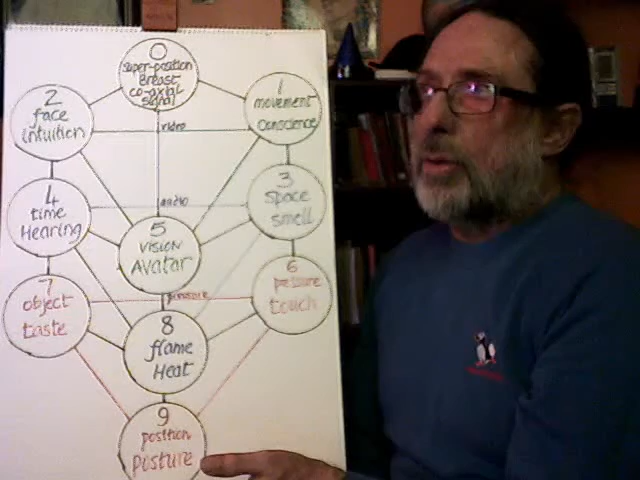 0
super-position
Breast
co-axial
signal
1
movement
conscience
2
face
intuition
video
3
space
smell
4
time
Hearing
audio
5
vision
AVatar
6
pressure
touch
7
object
taste
pressure
8
flame
Heat
9
position
posture